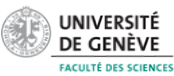 UNIVERSITÉ
DE GENÈVE
FACULTÉ DES SCIENCES